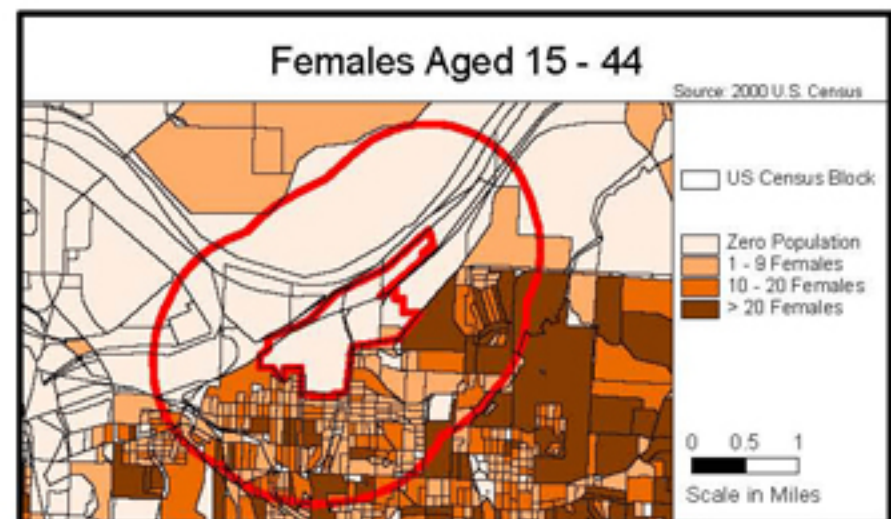 Females Aged 15 - 44
Source: 2000 U.S. Census
US Census Block
Zero Population
1 - 9 Females
10 - 20 Females
> 20 Females
0 0.5 1
Scale in Miles